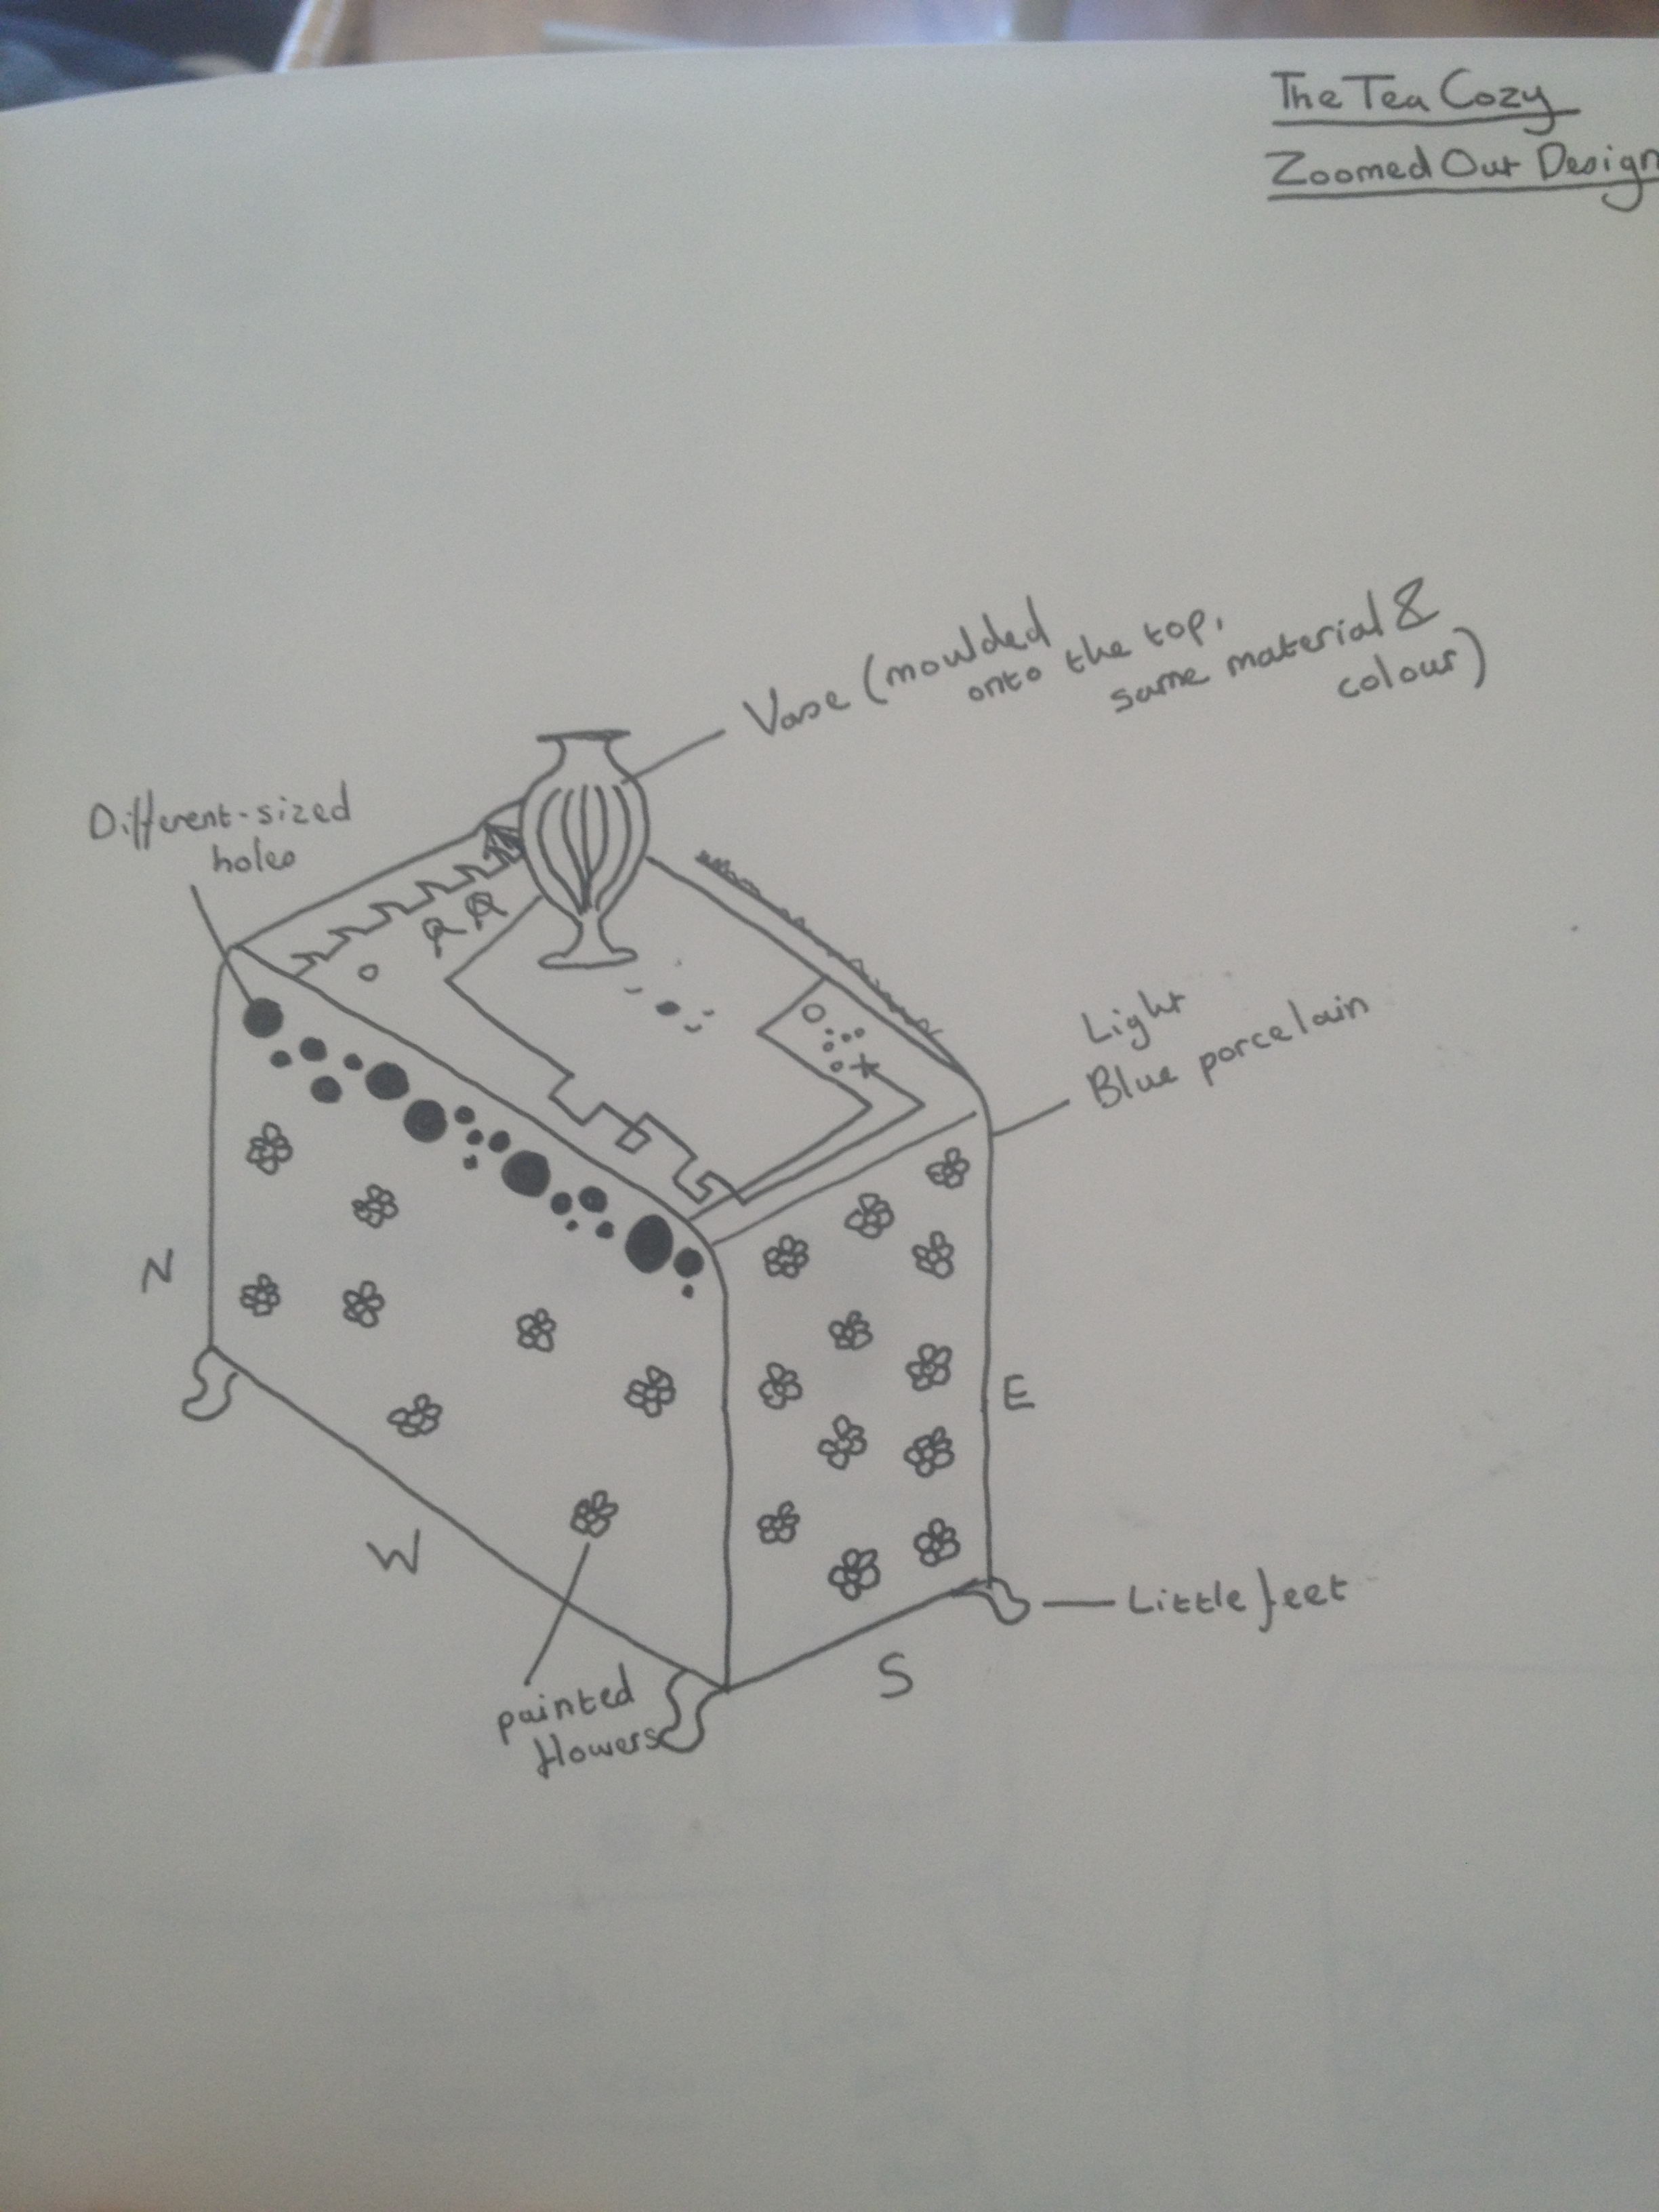 The Tea Cozy
Zoomed Out Design
Vase (moulded
onto the top,
same material &
colour)
Different-sized
holes
Light
Blue porcelain
N
E
W
S
Little feet
painted
flowers